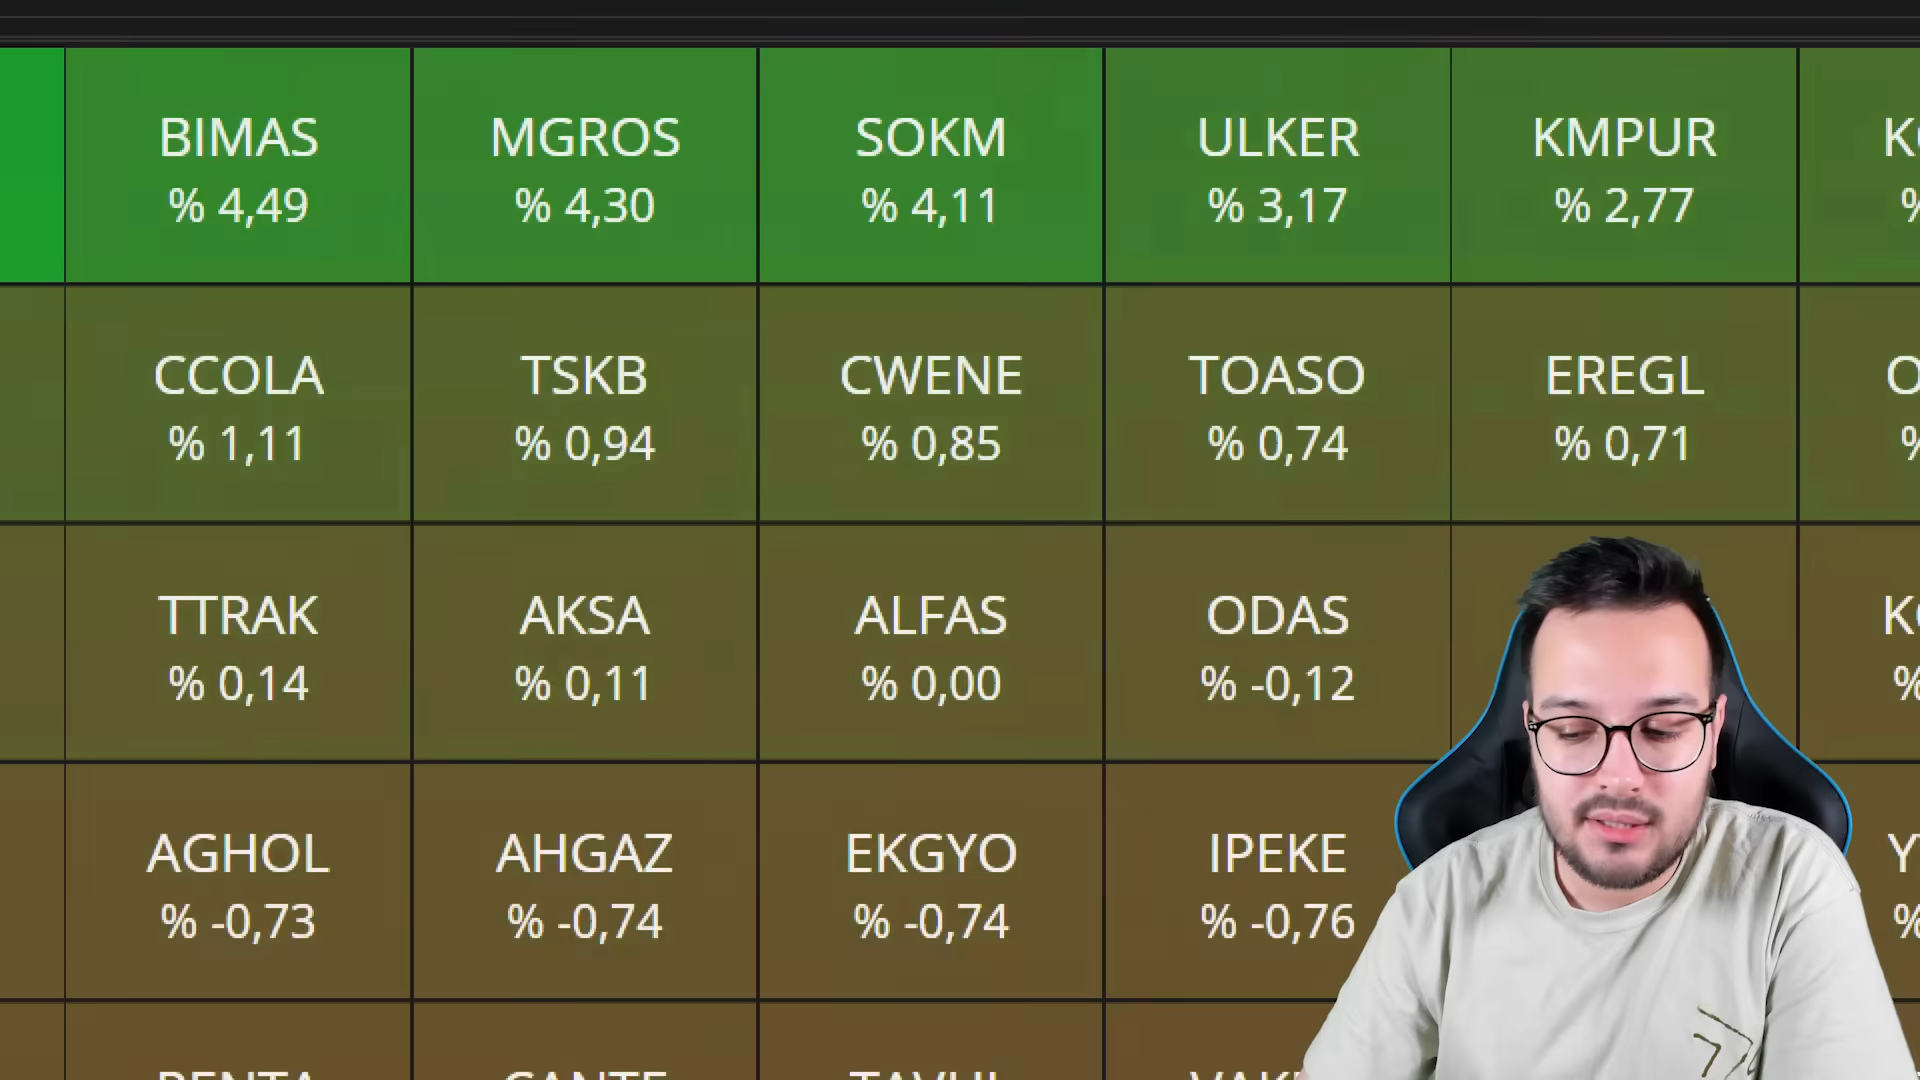 BIMAS
% 4,49
MGROS
% 4,30
SOKM
% 4,11
ULKER
% 3,17
KMPUR
% 2,77
CCOLA
% 1,11
TSKB
% 0,94
CWENE
% 0,85
TOASO
% 0,74
EREGL
% 0,71
TTRAK
% 0,14
AKSA
% 0,11
ALFAS
% 0,00
ODAS
% -0,12
AGHOL
% -0,73
AHGAZ
% -0,74
EKGYO
% -0,74
IPEKE
% -0,76